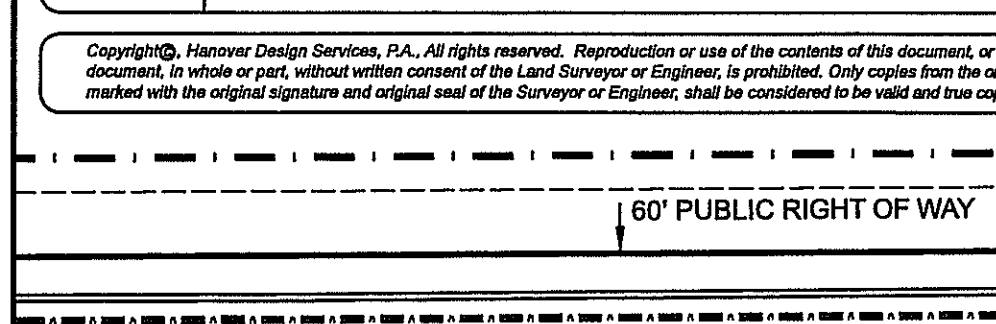 Copyright©, Hanover Design Services, P.A., All rights reserved. Reproduction or use of the contents of this document, or
document, in whole or part, without written consent of the Land Surveyor or Engineer, is prohibited. Only copies from the
marked with the original signature and original seal of the Surveyor or Engineer, shall be considered to be valid and true
60' PUBLIC RIGHT OF WAY